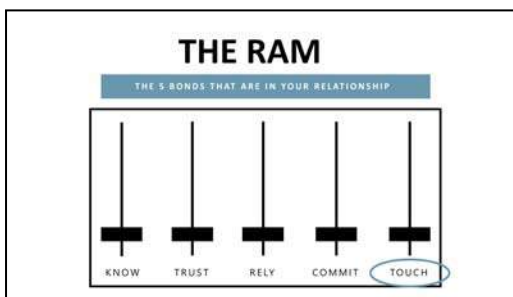 THE RAM
THE 5 BONDS THAT ARE IN YOUR RELATIONSHIP
KNOW TRUST RELY COMMIT TOUCH